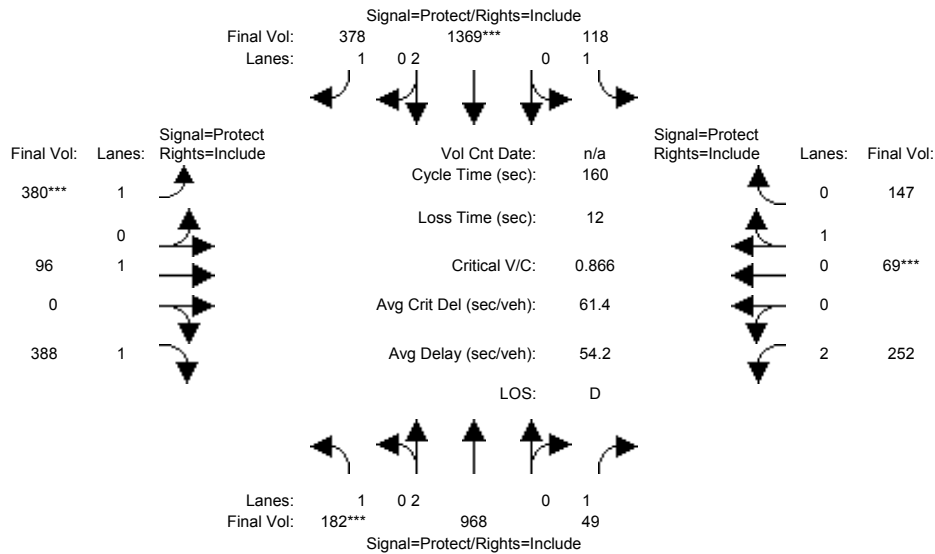 Signal=Protect/Rights=Include
Final Vol: 378 1369*** 118
Lanes: 1 0 2 0 1
Signal=Protect Signal=Protect
Final Vol: Lanes: Rights=Include Vol Cnt Date: n/a Rights=Include Lanes: Final Vol:
Cycle Time (sec): 160
380*** 1 0 147
Loss Time (sec): 12
0 1
96 1 Critical V/C: 0.866 0 69***
0 Avg Crit Del (sec/veh): 61.4 0
388 1 Avg Delay (sec/veh): 54.2 2 252
LOS: D
Lanes: 1 0 2 0 1
Final Vol: 182*** 968 49
Signal=Protect/Rights=Include